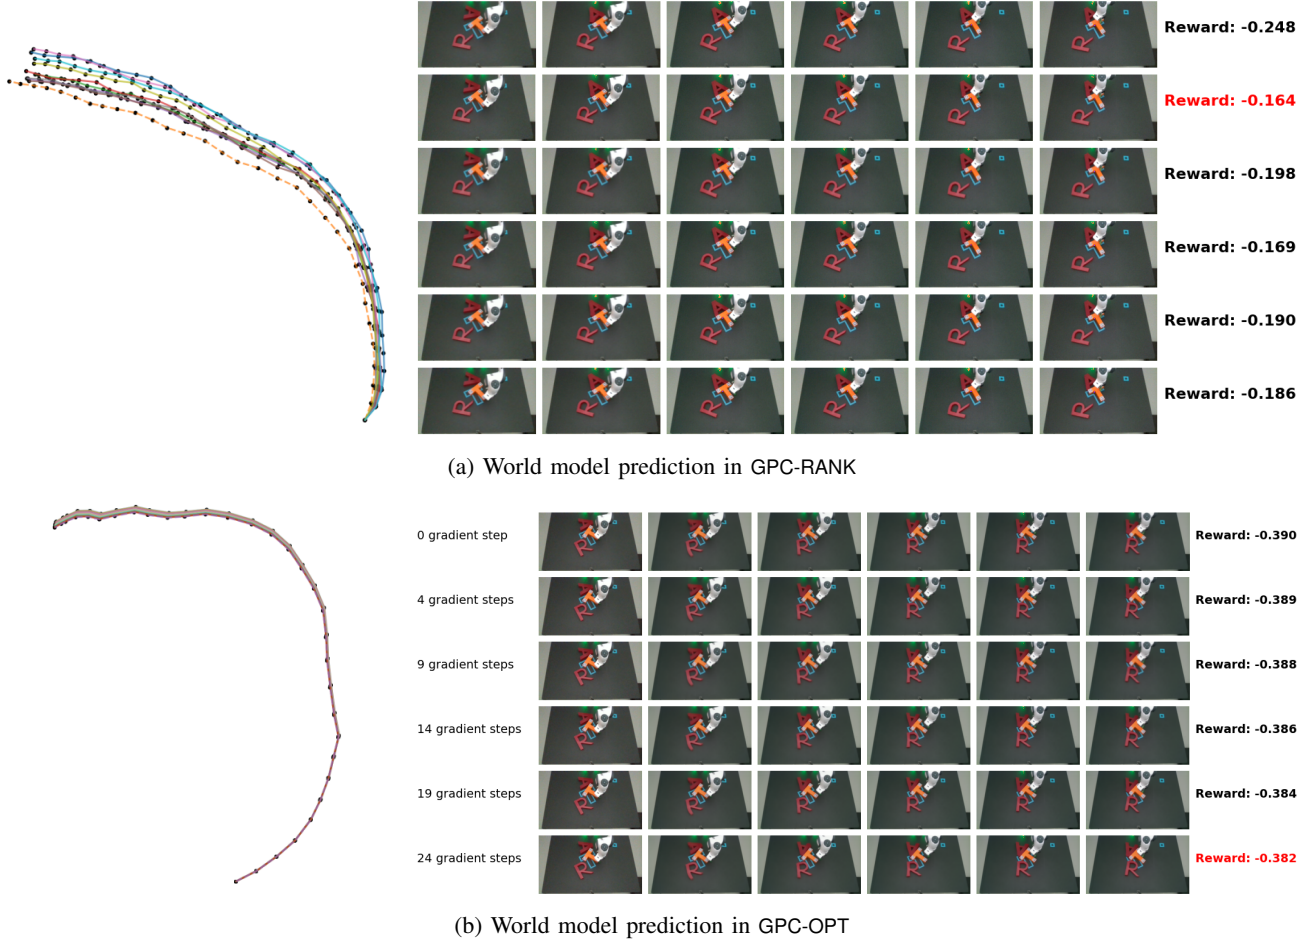 Reward: -0.248
Reward: -0.164
Reward: -0.198
Reward: -0.169
Reward: -0.190
Reward: -0.186
(a) World model prediction in GPC-RANK
0 gradient step
Reward: -0.390
4 gradient steps
Reward: -0.389
9 gradient steps
Reward: -0.388
14 gradient steps
Reward: -0.386
19 gradient steps
Reward: -0.384
24 gradient steps
Reward: -0.382
(b) World model prediction in GPC-OPT